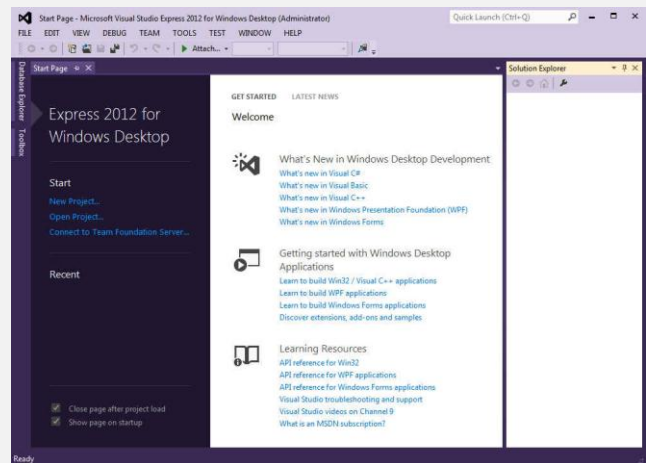 Start Page - Microsoft Visual Studio Express 2012 for Windows Desktop (Administrator)
Quick Launch (Ctrl+Q)
FILE EDIT VIEW DEBUG TEAM TOOLS TEST WINDOW HELP
Attach...
Database Explorer
Toolbox
Start Page
Express 2012 for
Windows Desktop
Start
New Project...
Open Project...
Connect to Team Foundation Server...
Recent
Close page after project load
Show page on startup
GET STARTED LATEST NEWS
Welcome
What's New in Windows Desktop Development
What's new in Visual C#
What's new in Visual Basic
What's new in Visual C++
What's new in Windows Presentation Foundation (WPF)
What's new in Windows Forms
Getting started with Windows Desktop
Applications
Learn to build Win32 / Visual C++ applications
Learn to build WPF applications
Learn to build Windows Forms applications
Discover extensions, add-ons and samples
Learning Resources
API reference for Win32
API reference for WPF applications
API reference for Windows Forms applications
Visual Studio troubleshooting and support
Visual Studio videos on Channel 9
What is an MSDN subscription?
Solution Explorer
Ready